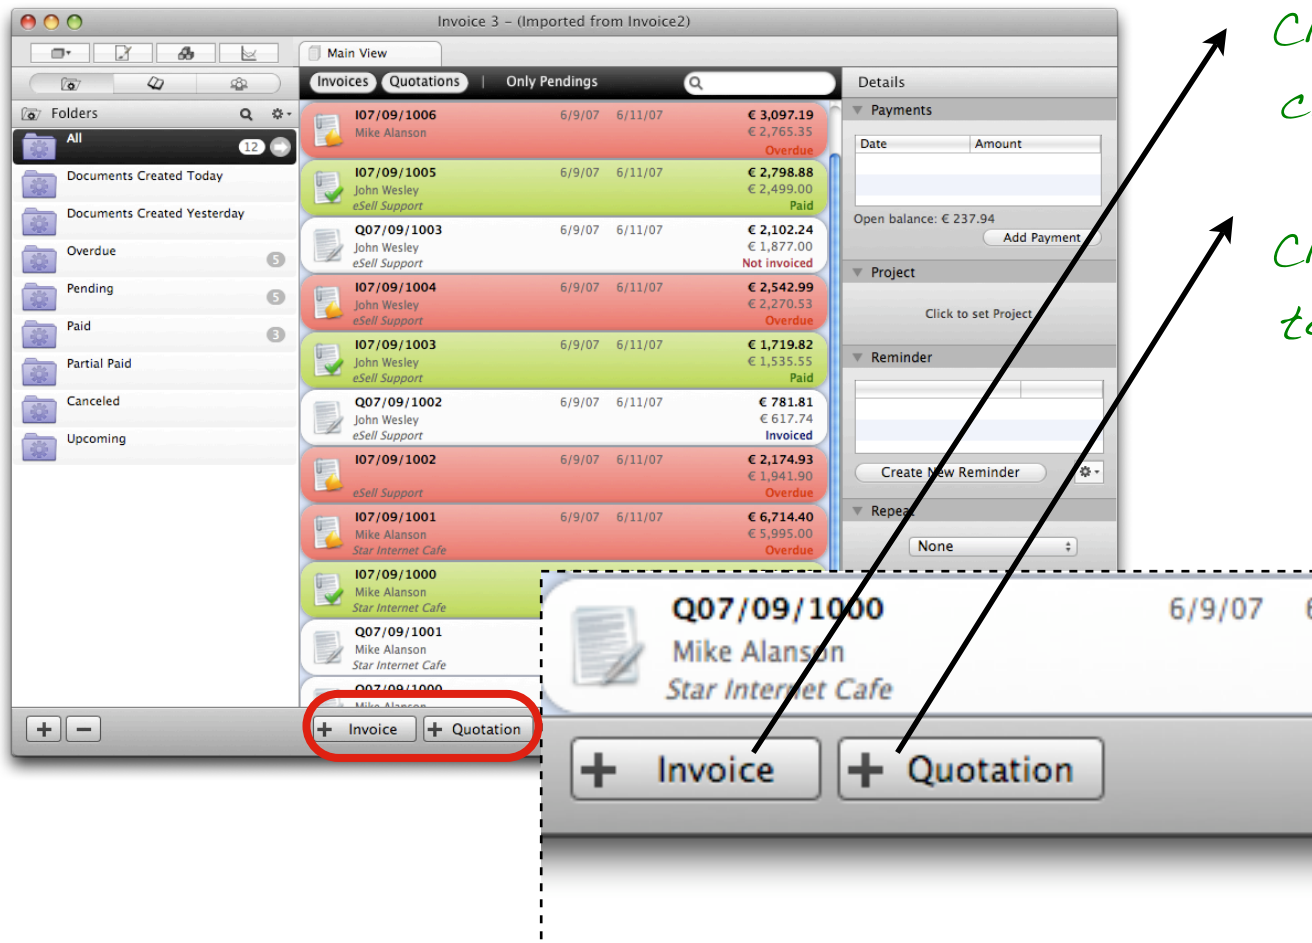 Invoice 3 – (Imported from Invoice2)
Main View
Invoices Quotations | Only Pendings
Details
Folders
All 12
Documents Created Today
Documents Created Yesterday
Overdue 5
Pending 5
Paid 3
Partial Paid
Canceled
Upcoming
I07/09/1006 6/9/07 6/11/07 € 3,097.19
Mike Alanson € 2,765.35
Overdue
I07/09/1005 6/9/07 6/11/07 € 2,798.88
John Wesley € 2,499.00
eSell Support Paid
Q07/09/1003 6/9/07 6/11/07 € 2,102.24
John Wesley € 1,877.00
eSell Support Not invoiced
I07/09/1004 6/9/07 6/11/07 € 2,542.99
John Wesley € 2,270.53
eSell Support Overdue
I07/09/1003 6/9/07 6/11/07 € 1,719.82
John Wesley € 1,535.55
eSell Support Paid
Q07/09/1002 6/9/07 6/11/07 € 781.81
John Wesley € 617.74
eSell Support Invoiced
I07/09/1002 6/9/07 6/11/07 € 2,174.93
€ 1,941.90
eSell Support Overdue
I07/09/1001 6/9/07 6/11/07 € 6,714.40
Mike Alanson € 5,995.00
Star Internet Cafe Overdue
I07/09/1000
Mike Alanson
Star Internet Cafe
Q07/09/1001
Mike Alanson
Star Internet Cafe
Q07/09/1000
Mike Alanson
+ Invoice + Quotation
Payments
Date Amount
Open balance: € 237.94
Add Payment
Project
Click to set Project
Reminder
Create New Reminder
Repeat
None
Q07/09/1000 6/9/07
Mike Alanson
Star Internet Cafe
+ Invoice + Quotation